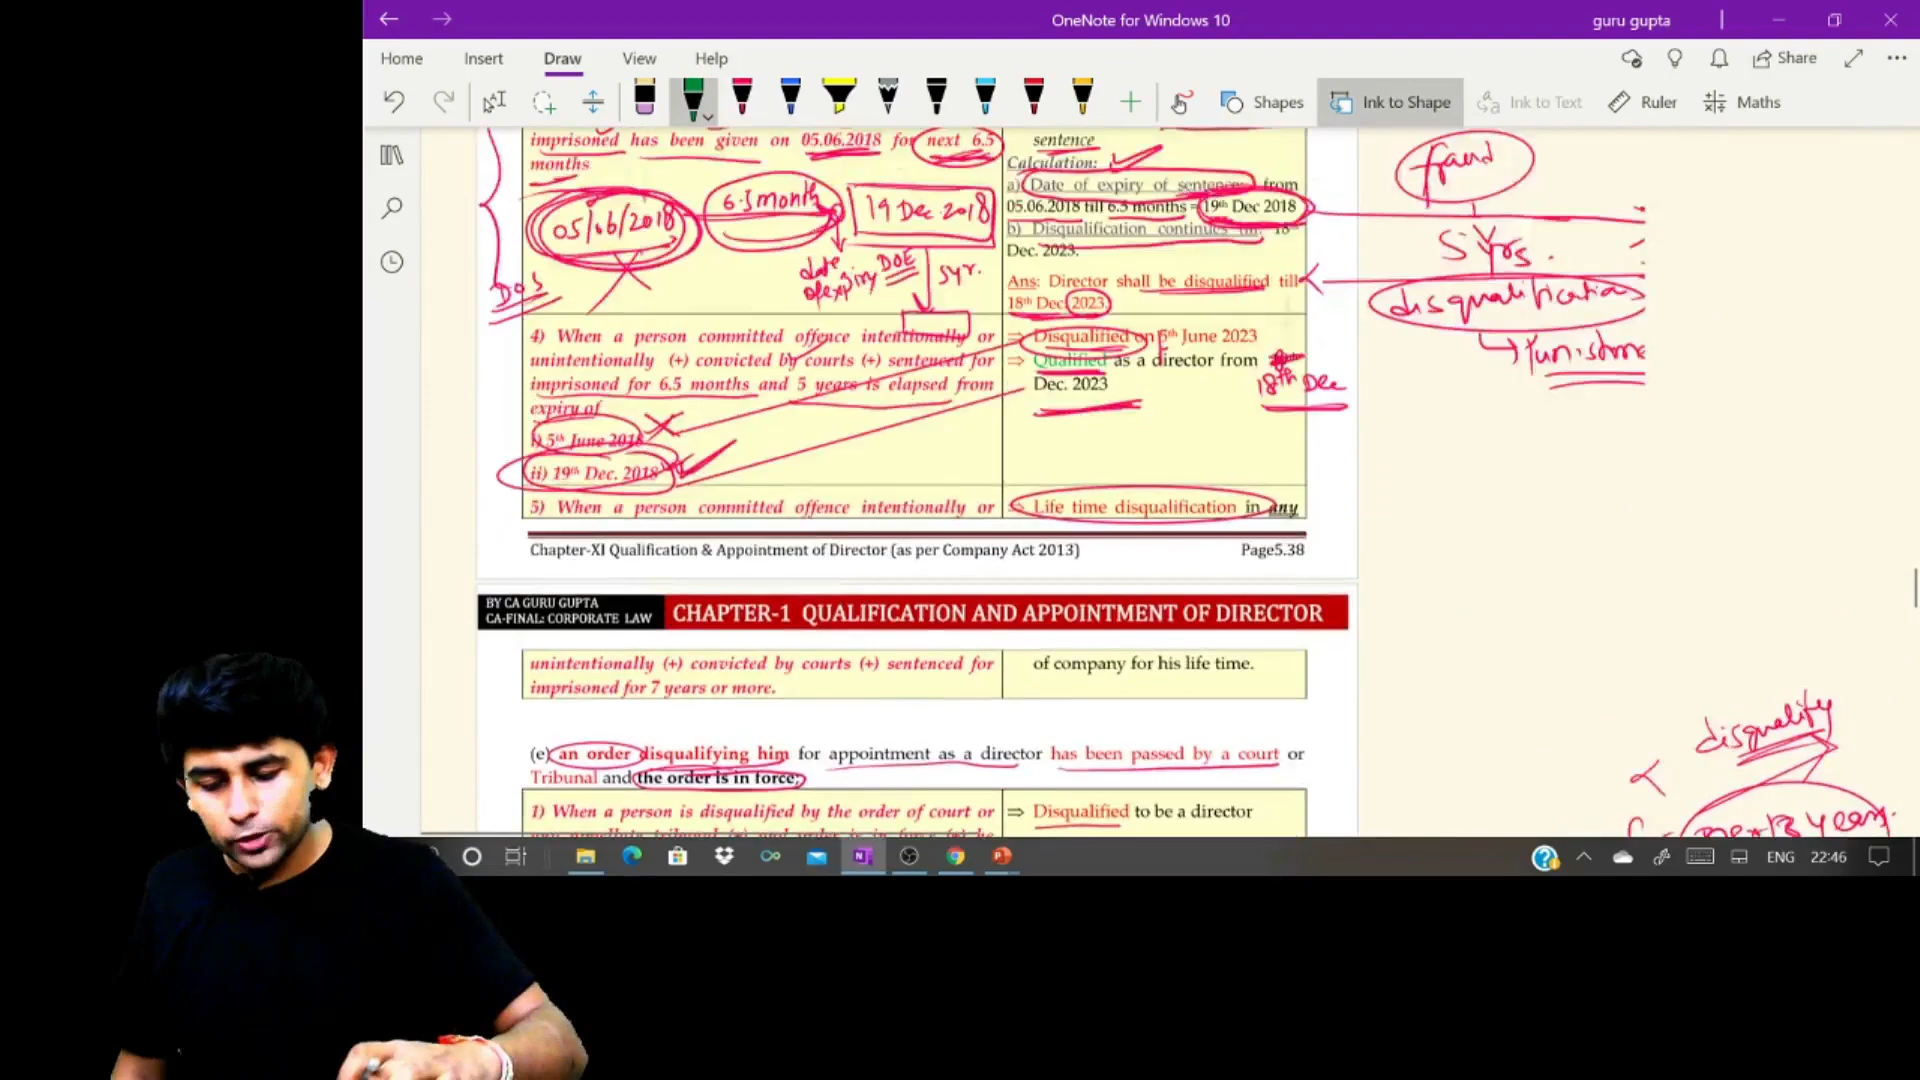 OneNote for Windows 10
guru gupta
Home Insert Draw View Help
Share
Shapes
Ink to Shape
Ink to Text
Ruler
Maths
imprisoned has been given on 05.06.2018 for next 6.5
months
05/06/2018
6.5 month
19 Dec 2018
date of expiry
DOE
5yr.
DOS
sentence
Calculation:
a) Date of expiry of sentence: from
05.06.2018 till 6.5 months = 19th Dec 2018
b) Disqualification continues till: 18th
Dec. 2023.
Ans: Director shall be disqualified till
18th Dec. 2023.
fraud
5 Yrs.
disqualification
4) When a person committed offence intentionally or
unintentionally (+) convicted by courts (+) sentenced for
imprisoned for 6.5 months and 5 years is elapsed from
expiry of
i) 5th June 2018
ii) 19th Dec. 2018
⇒ Disqualified on 5th June 2023
⇒ Qualified as a director from
Dec. 2023
18th Dec
5) When a person committed offence intentionally or
⇒ Life time disqualification in any
Chapter-XI Qualification & Appointment of Director (as per Company Act 2013)
Page5.38
BY CA GURU GUPTA
CA-FINAL: CORPORATE LAW
CHAPTER-1 QUALIFICATION AND APPOINTMENT OF DIRECTOR
unintentionally (+) convicted by courts (+) sentenced for
imprisoned for 7 years or more.
of company for his life time.
disqualify
(e) an order disqualifying him for appointment as a director has been passed by a court or
Tribunal and the order is in force;
1) When a person is disqualified by the order of court or
⇒ Disqualified to be a director
ENG 22:46